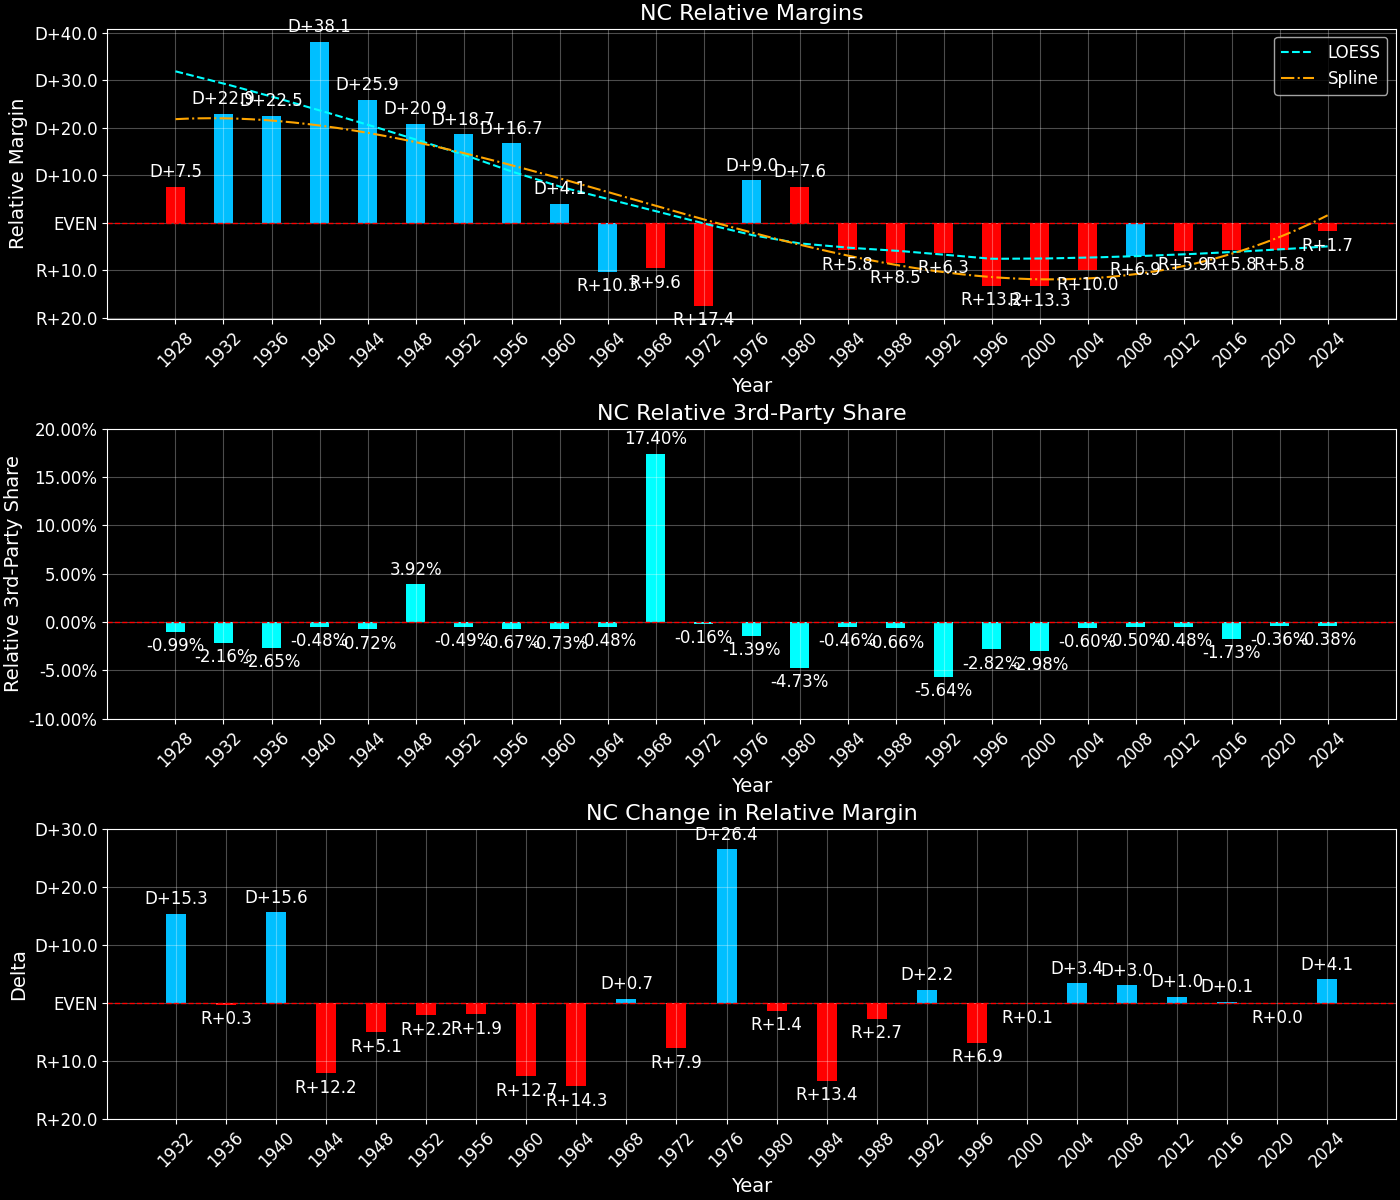 NC Relative Margins
Relative Margin
D+40.0
D+30.0
D+20.0
D+10.0
EVEN
R+10.0
R+20.0
D+7.5
D+22.9
D+22.5
D+38.1
D+25.9
D+20.9
D+18.7
D+16.7
D+4.1
R+10.3
R+9.6
R+17.4
D+9.0
D+7.6
R+5.8
R+8.5
R+6.3
R+13.2
R+13.3
R+10.0
R+6.9
R+5.9
R+5.8
R+5.8
R+1.7
LOESS
Spline
1928 1932 1936 1940 1944 1948 1952 1956 1960 1964 1968 1972 1976 1980 1984 1988 1992 1996 2000 2004 2008 2012 2016 2020 2024
Year
NC Relative 3rd-Party Share
Relative 3rd-Party Share
20.00%
15.00%
10.00%
5.00%
0.00%
-5.00%
-10.00%
-0.99%
-2.16%
-2.65%
-0.48%
-0.72%
3.92%
-0.49%
-0.67%
-0.73%
-0.48%
17.40%
-0.16%
-1.39%
-4.73%
-0.46%
-0.66%
-5.64%
-2.82%
-2.98%
-0.60%
-0.50%
-0.48%
-1.73%
-0.36%
-0.38%
1928 1932 1936 1940 1944 1948 1952 1956 1960 1964 1968 1972 1976 1980 1984 1988 1992 1996 2000 2004 2008 2012 2016 2020 2024
Year
NC Change in Relative Margin
Delta
D+30.0
D+20.0
D+10.0
EVEN
R+10.0
R+20.0
D+15.3
R+0.3
D+15.6
R+12.2
R+5.1
R+2.2
R+1.9
R+12.7
R+14.3
D+0.7
R+7.9
D+26.4
R+1.4
R+13.4
R+2.7
D+2.2
R+6.9
R+0.1
D+3.4
D+3.0
D+1.0
D+0.1
R+0.0
D+4.1
1932 1936 1940 1944 1948 1952 1956 1960 1964 1968 1972 1976 1980 1984 1988 1992 1996 2000 2004 2008 2012 2016 2020 2024
Year